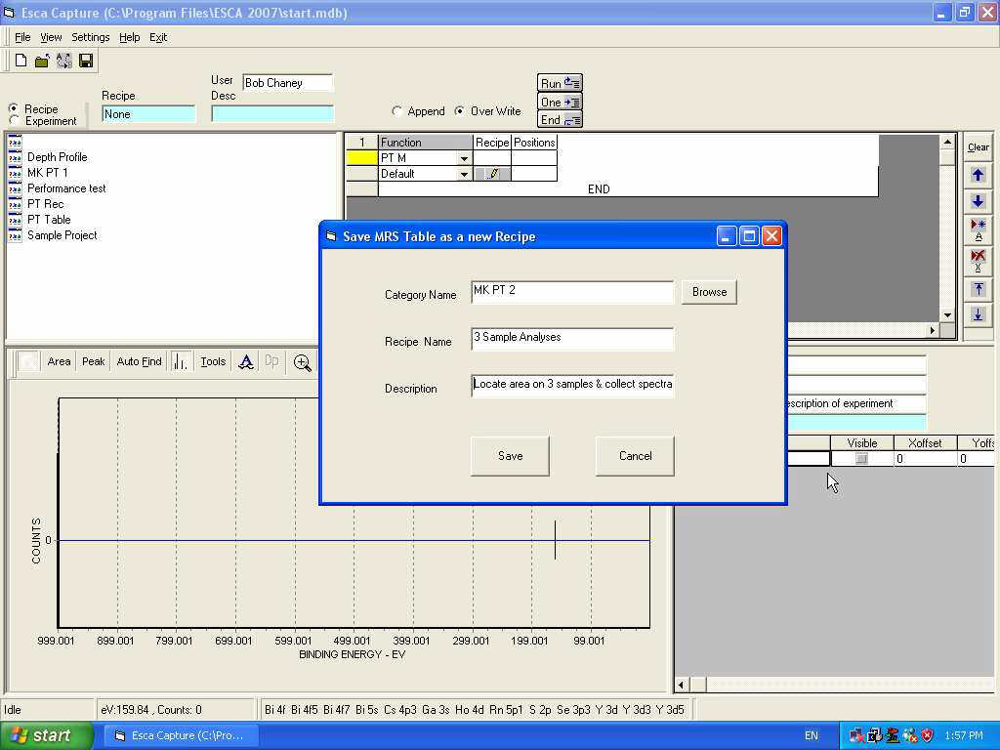 Esca Capture (C:\Program Files\ESCA 2007\start.mdb)
File View Settings Help Exit
User Bob Chaney
Recipe
Desc
Recipe
Experiment
None
Append Over Write
Run
One
End
Depth Profile
MK PT 1
Performance test
PT Rec
PT Table
Sample Project
1 Function Recipe Positions
PT M
Default
END
Clear
A
X
Save MRS Table as a new Recipe
Category Name MK PT 2 Browse
Recipe Name 3 Sample Analyses
Description Locate area on 3 samples & collect spectra
Save Cancel
Area Peak Auto Find Tools Dp
escription of experiment
Visible Xoffset Yoffs
0 0
COUNTS
0
999.001 899.001 799.001 699.001 599.001 499.001 399.001 299.001 199.001 99.001
BINDING ENERGY - EV
Idle eV:159.84 , Counts: 0 Bi 4f Bi 4f5 Bi 4f7 Bi 5s Cs 4p3 Ga 3s Ho 4d Rn 5p1 S 2p Se 3p3 Y 3d Y 3d3 Y 3d5
start Esca Capture (C:\Pro... EN 1:57 PM